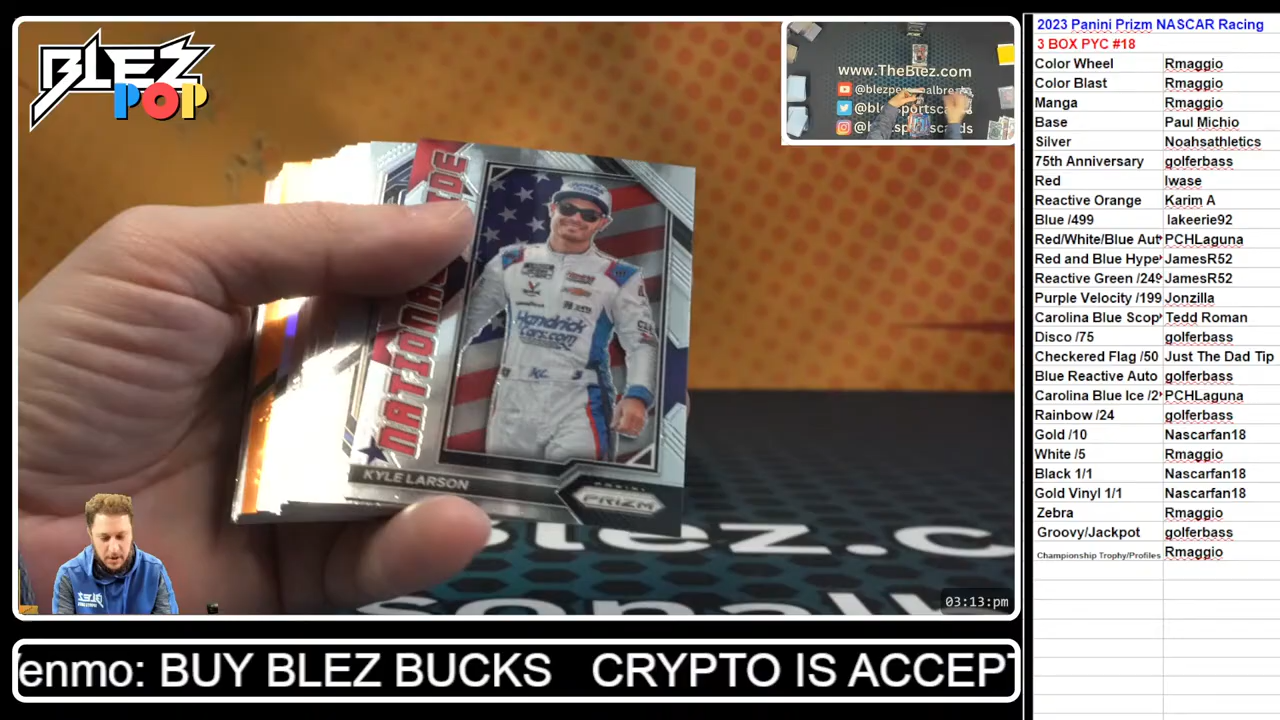 BLEZ
POP
www.TheBlez.com
NATIONAL PRIDE
Hendrick
Cars.com
KYLE LARSON
PANINI
PRIZM
03:13:pm
enmo: BUY BLEZ BUCKS CRYPTO IS ACCEPT
2023 Panini Prizm NASCAR Racing
3 BOX PYC #18
Color Wheel Rmaggio
Color Blast Rmaggio
Manga Rmaggio
Base Paul Michio
Silver Noahsathletics
75th Anniversary golferbass
Red Iwase
Reactive Orange Karim A
Blue /499 lakeerie92
Red/White/Blue Aut PCHLaguna
Red and Blue Hype JamesR52
Reactive Green /249 JamesR52
Purple Velocity /199 Jonzilla
Carolina Blue Scop Tedd Roman
Disco /75 golferbass
Checkered Flag /50 Just The Dad Tip
Blue Reactive Auto golferbass
Carolina Blue Ice /2 PCHLaguna
Rainbow /24 golferbass
Gold /10 Nascarfan18
White /5 Rmaggio
Black 1/1 Nascarfan18
Gold Vinyl 1/1 Nascarfan18
Zebra Rmaggio
Groovy/Jackpot golferbass
Championship Trophy/Profiles Rmaggio